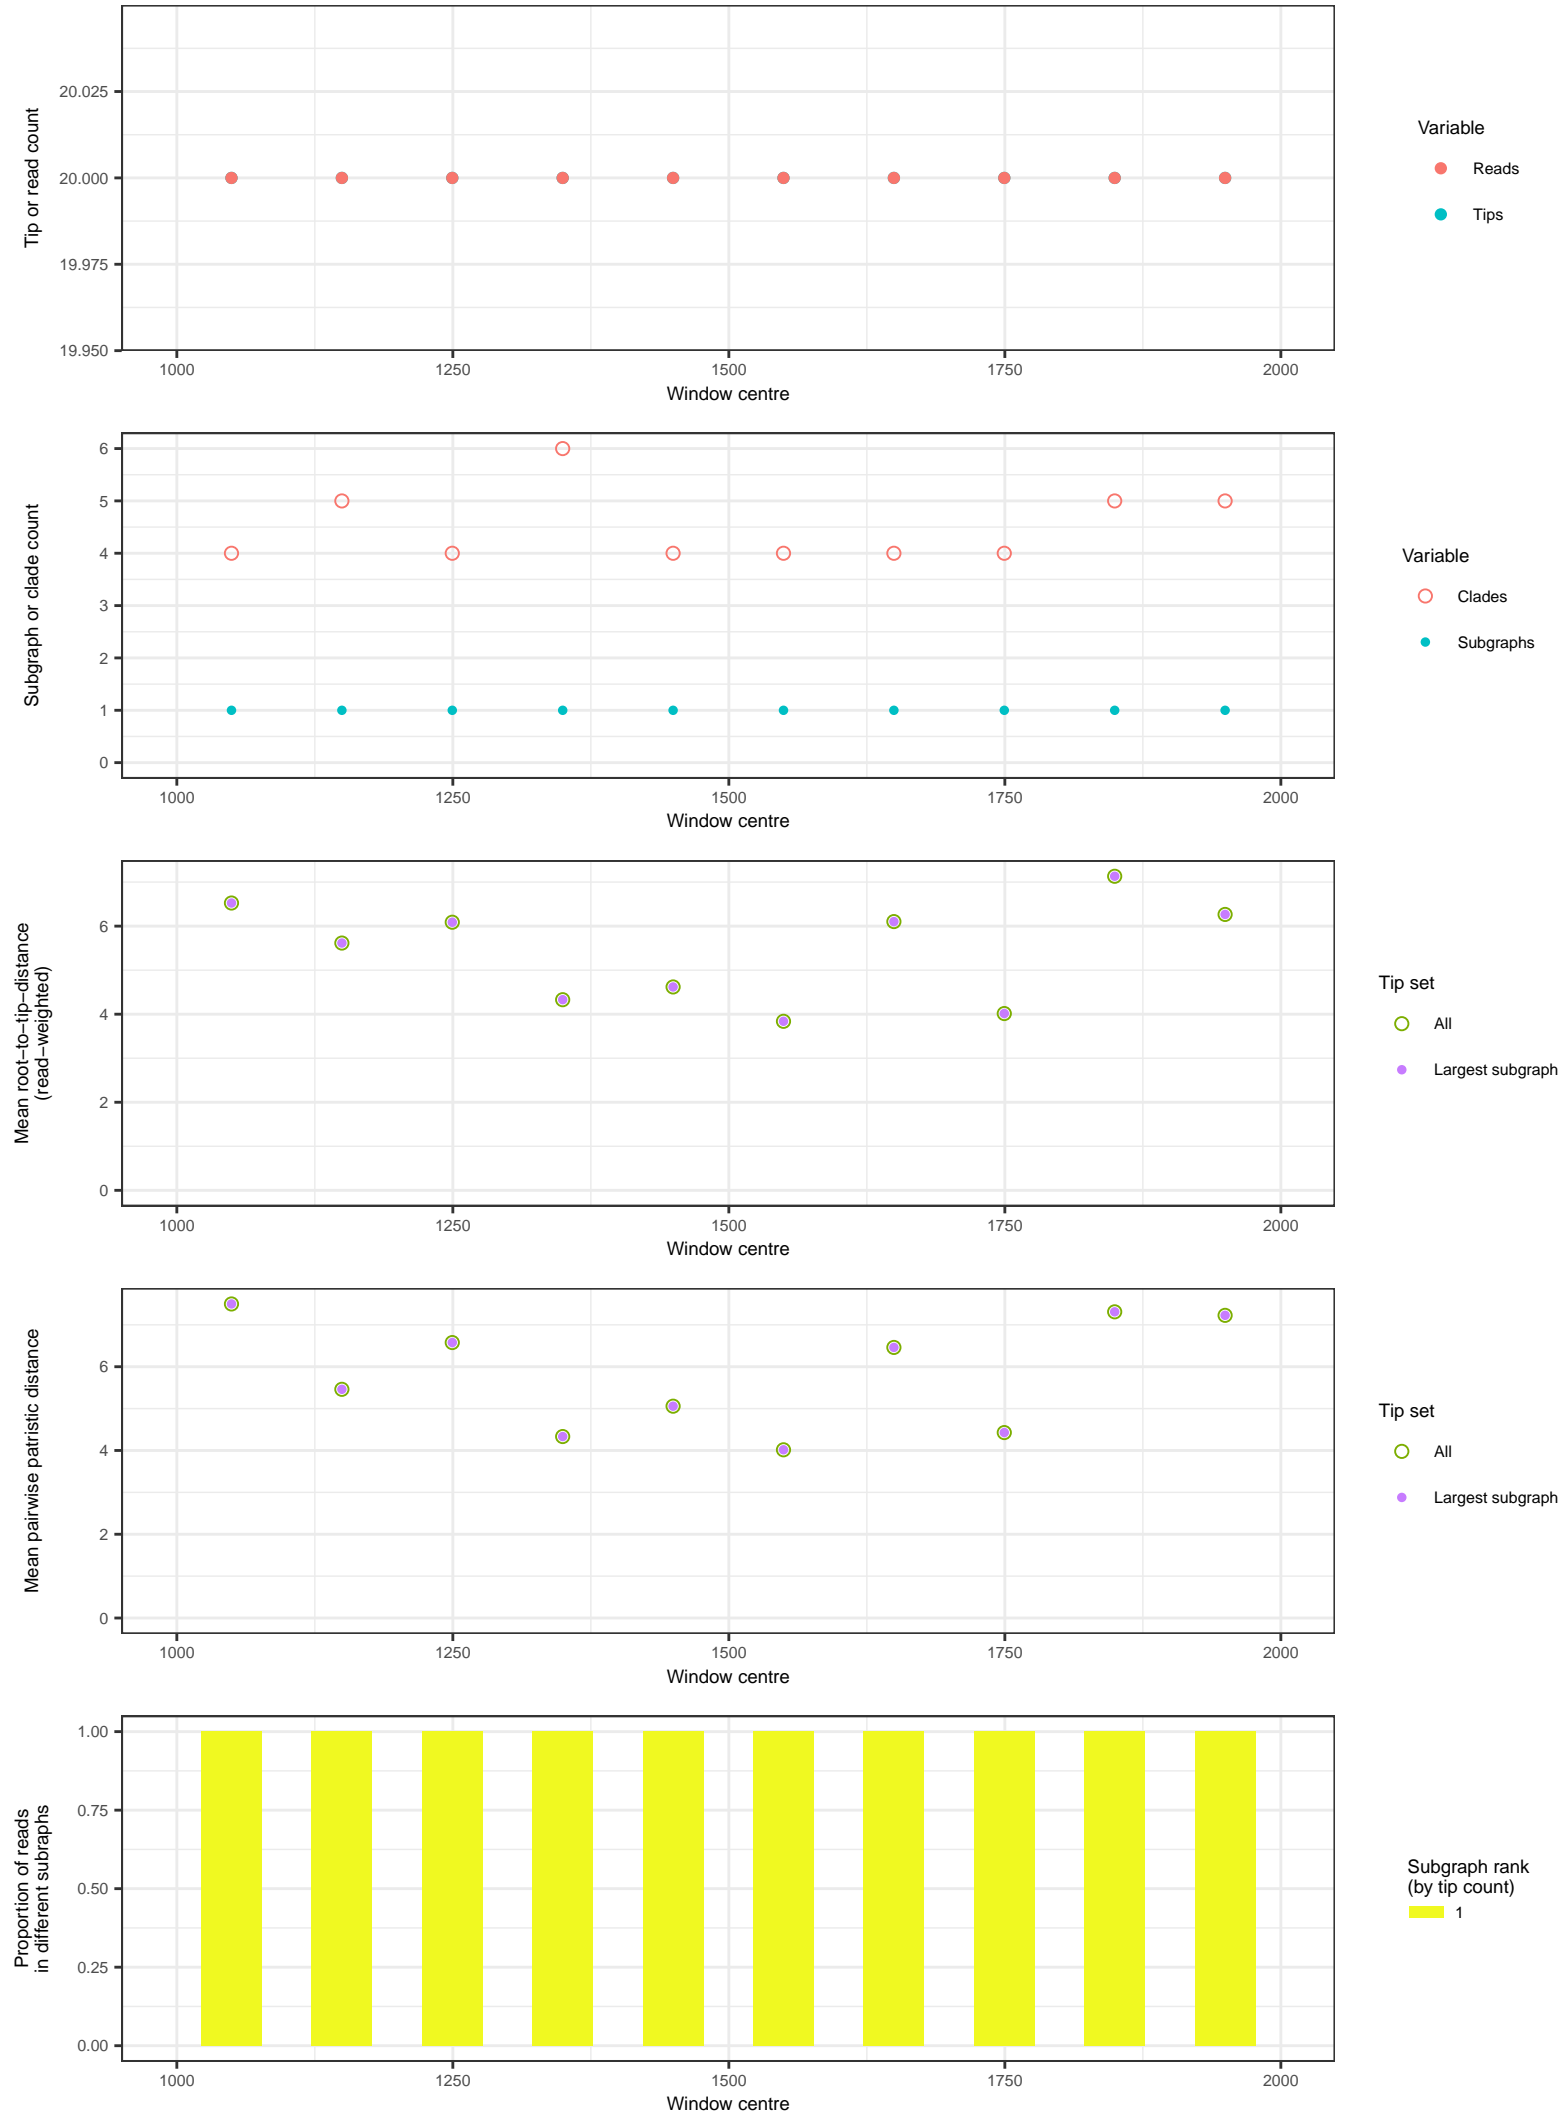 Tip or read count
20.025
20.000
19.975
19.950
1000 1250 1500 1750 2000
Window centre
Variable
Reads
Tips
Subgraph or clade count
6
5
4
3
2
1
0
1000 1250 1500 1750 2000
Window centre
Variable
Clades
Subgraphs
Mean root−to−tip−distance
(read−weighted)
6
4
2
0
1000 1250 1500 1750 2000
Window centre
Tip set
All
Largest subgraph
Mean pairwise patristic distance
6
4
2
0
1000 1250 1500 1750 2000
Window centre
Tip set
All
Largest subgraph
Proportion of reads
in different subraphs
1.00
0.75
0.50
0.25
0.00
1000 1250 1500 1750 2000
Window centre
Subgraph rank
(by tip count)
1